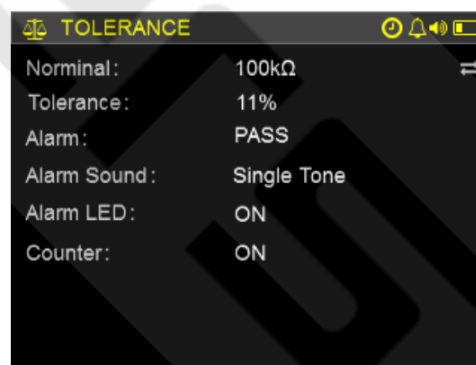 TOLERANCE
Norminal: 100kΩ
Tolerance: 11%
Alarm: PASS
Alarm Sound: Single Tone
Alarm LED: ON
Counter: ON